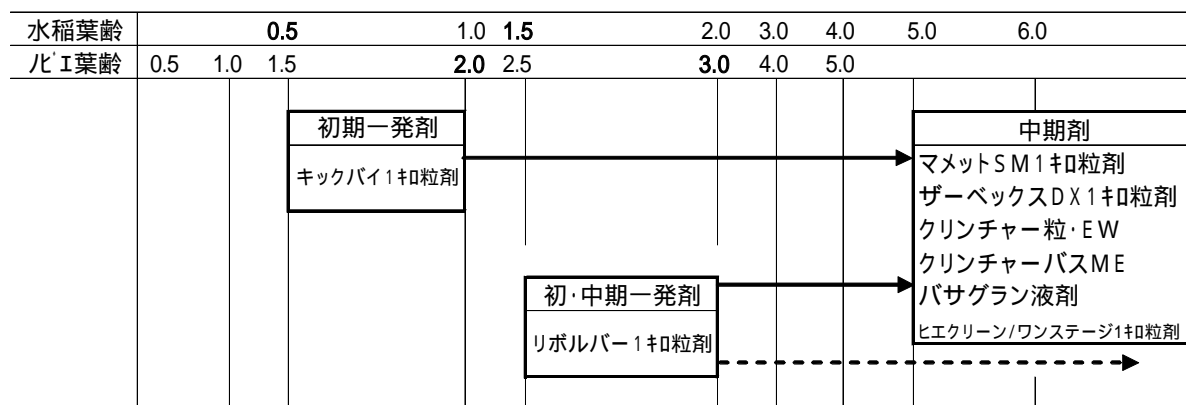 水稲葉齢 0.5 1.0 1.5 2.0 3.0 4.0 5.0 6.0
ノビエ葉齢 0.5 1.0 1.5 2.0 2.5 3.0 4.0 5.0
初期一発剤
キックバイ1キロ粒剤
初・中期一発剤
リボルバー1キロ粒剤
中期剤
マメットSM1キロ粒剤
ザーベックスDX1キロ粒剤
クリンチャー粒・EW
クリンチャーバスME
バサグラン液剤
ヒエクリーン/ワンステージ1キロ粒剤